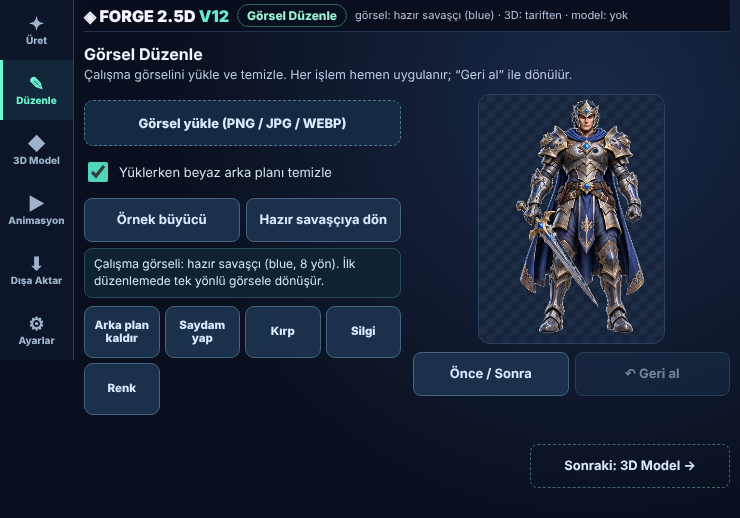 Üret
Düzenle
3D Model
Animasyon
Dışa Aktar
Ayarlar
FORGE 2.5D V12
Görsel Düzenle
görsel: hazır savaşçı (blue) · 3D: tariften · model: yok
Görsel Düzenle
Çalışma görselini yükle ve temizle. Her işlem hemen uygulanır; “Geri al” ile dönülür.
Görsel yükle (PNG / JPG / WEBP)
Yüklerken beyaz arka planı temizle
Örnek büyücü
Hazır savaşçıya dön
Çalışma görseli: hazır savaşçı (blue, 8 yön). İlk
düzenlemede tek yönlü görsele dönüşür.
Arka plan
kaldır
Saydam
yap
Kırp
Silgi
Renk
Önce / Sonra
↶ Geri al
Sonraki: 3D Model →